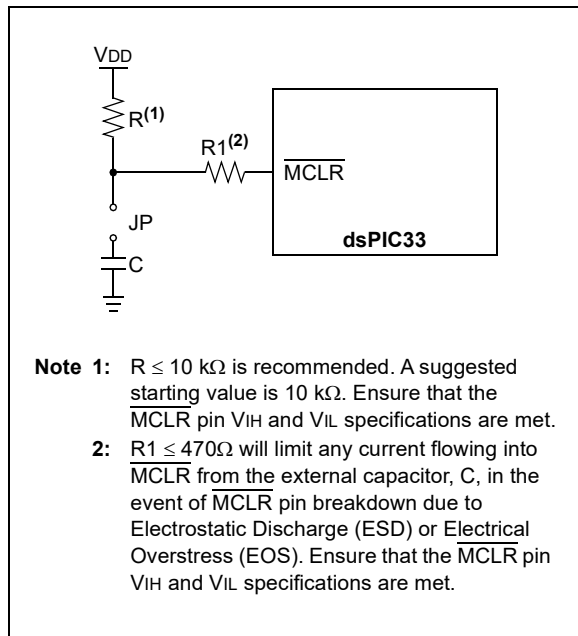 VDD
R(1)
R1(2)
MCLR
JP
dsPIC33
C
Note 1: R ≤ 10 kΩ is recommended. A suggested
starting value is 10 kΩ. Ensure that the
MCLR pin VIH and VIL specifications are met.
2: R1 ≤ 470Ω will limit any current flowing into
MCLR from the external capacitor, C, in the
event of MCLR pin breakdown due to
Electrostatic Discharge (ESD) or Electrical
Overstress (EOS). Ensure that the MCLR pin
VIH and VIL specifications are met.